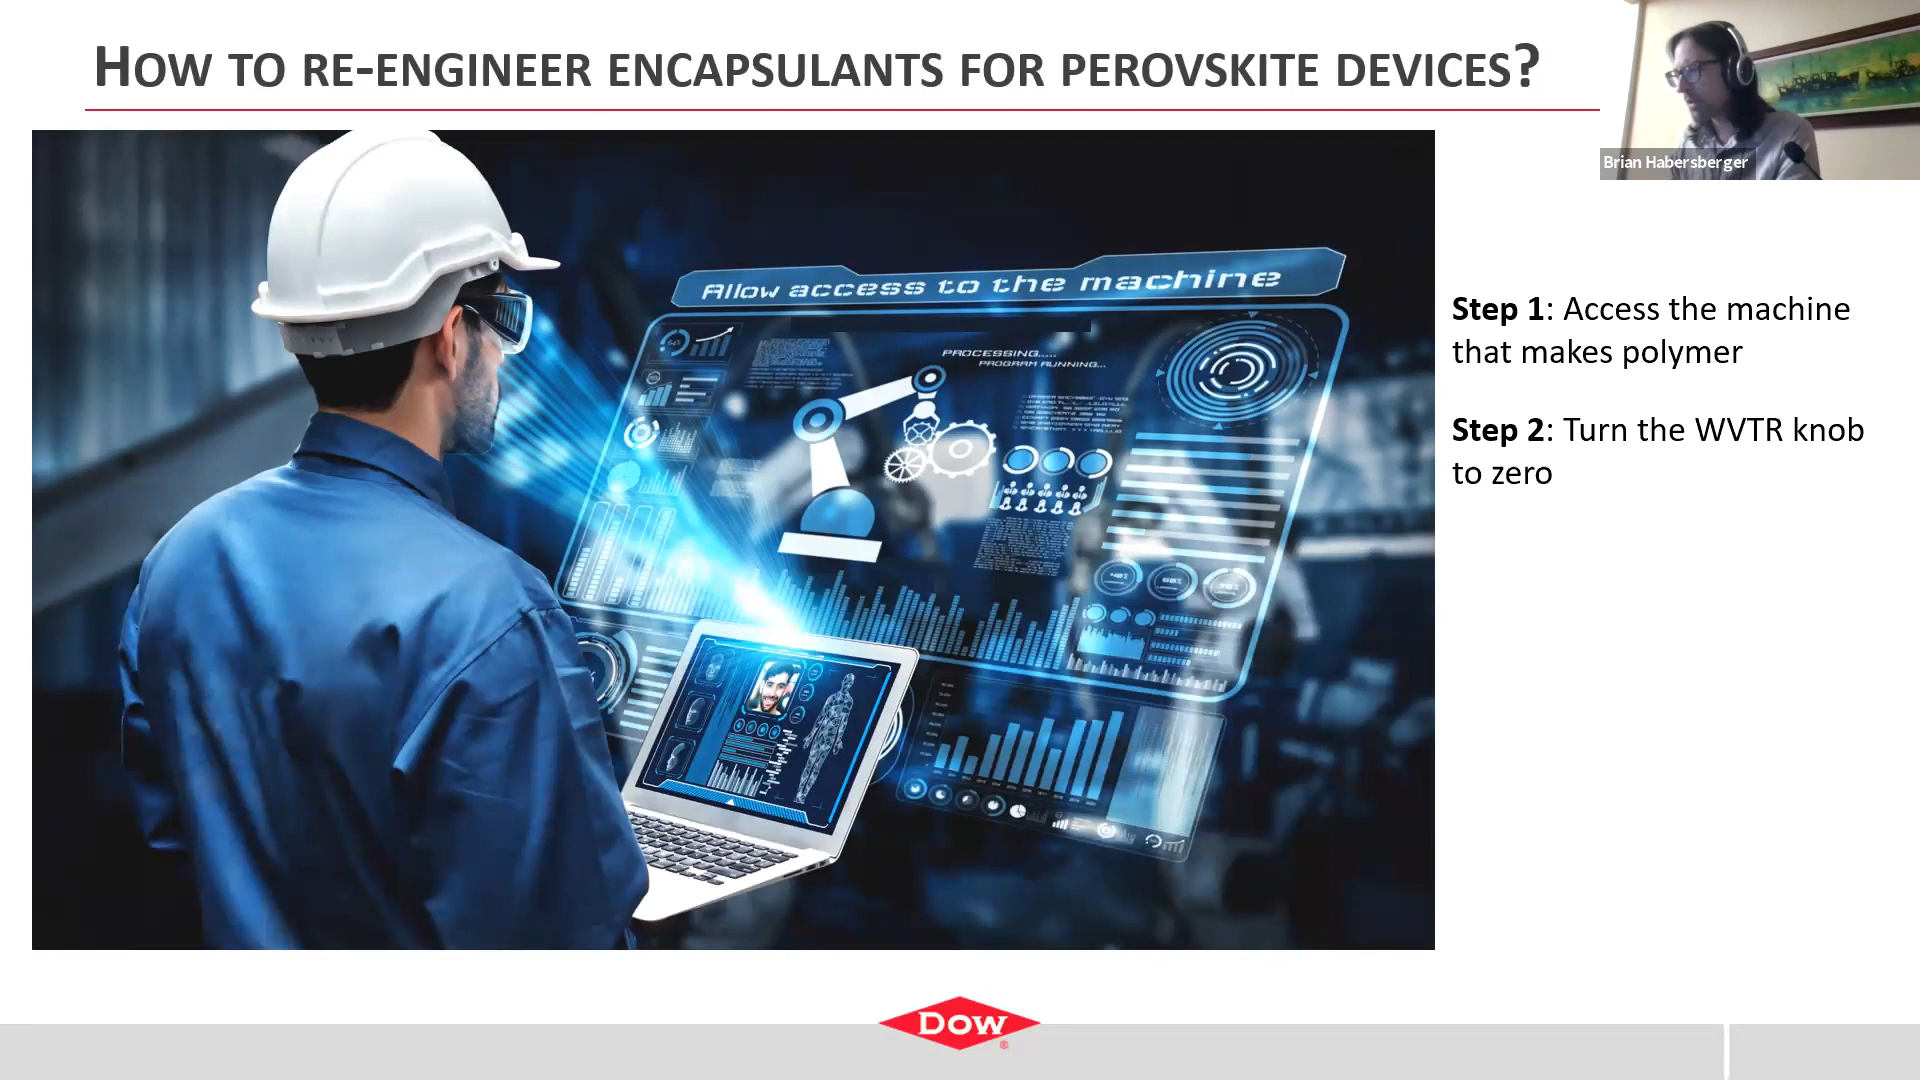 HOW TO RE-ENGINEER ENCAPSULANTS FOR PEROVSKITE DEVICES?
Brian Habersberger
Allow access to the machine
PROCESSING.....
PROGRAM RUNNING...
Step 1: Access the machine
that makes polymer
Step 2: Turn the WVTR knob
to zero
DOW
®